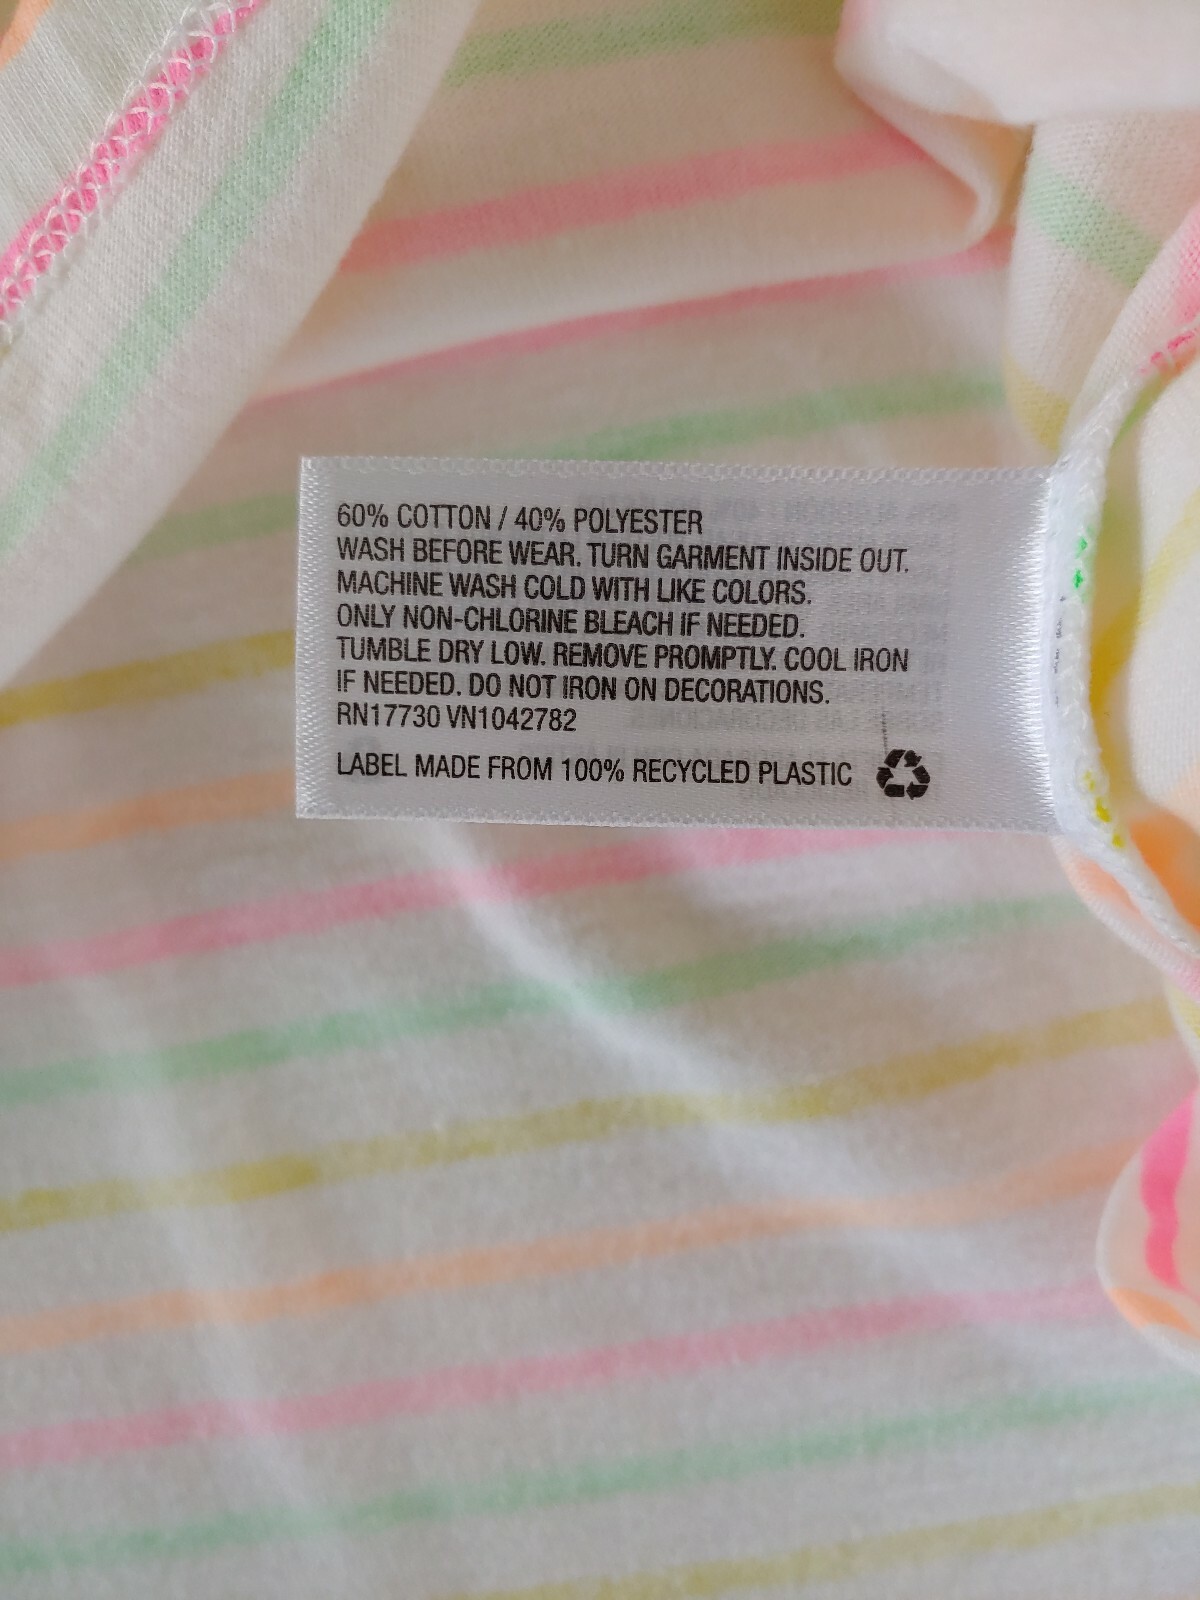 60% COTTON / 40% POLYESTER
WASH BEFORE WEAR. TURN GARMENT INSIDE OUT.
MACHINE WASH COLD WITH LIKE COLORS.
ONLY NON-CHLORINE BLEACH IF NEEDED.
TUMBLE DRY LOW. REMOVE PROMPTLY. COOL IRON
IF NEEDED. DO NOT IRON ON DECORATIONS.
RN17730 VN1042782
LABEL MADE FROM 100% RECYCLED PLASTIC